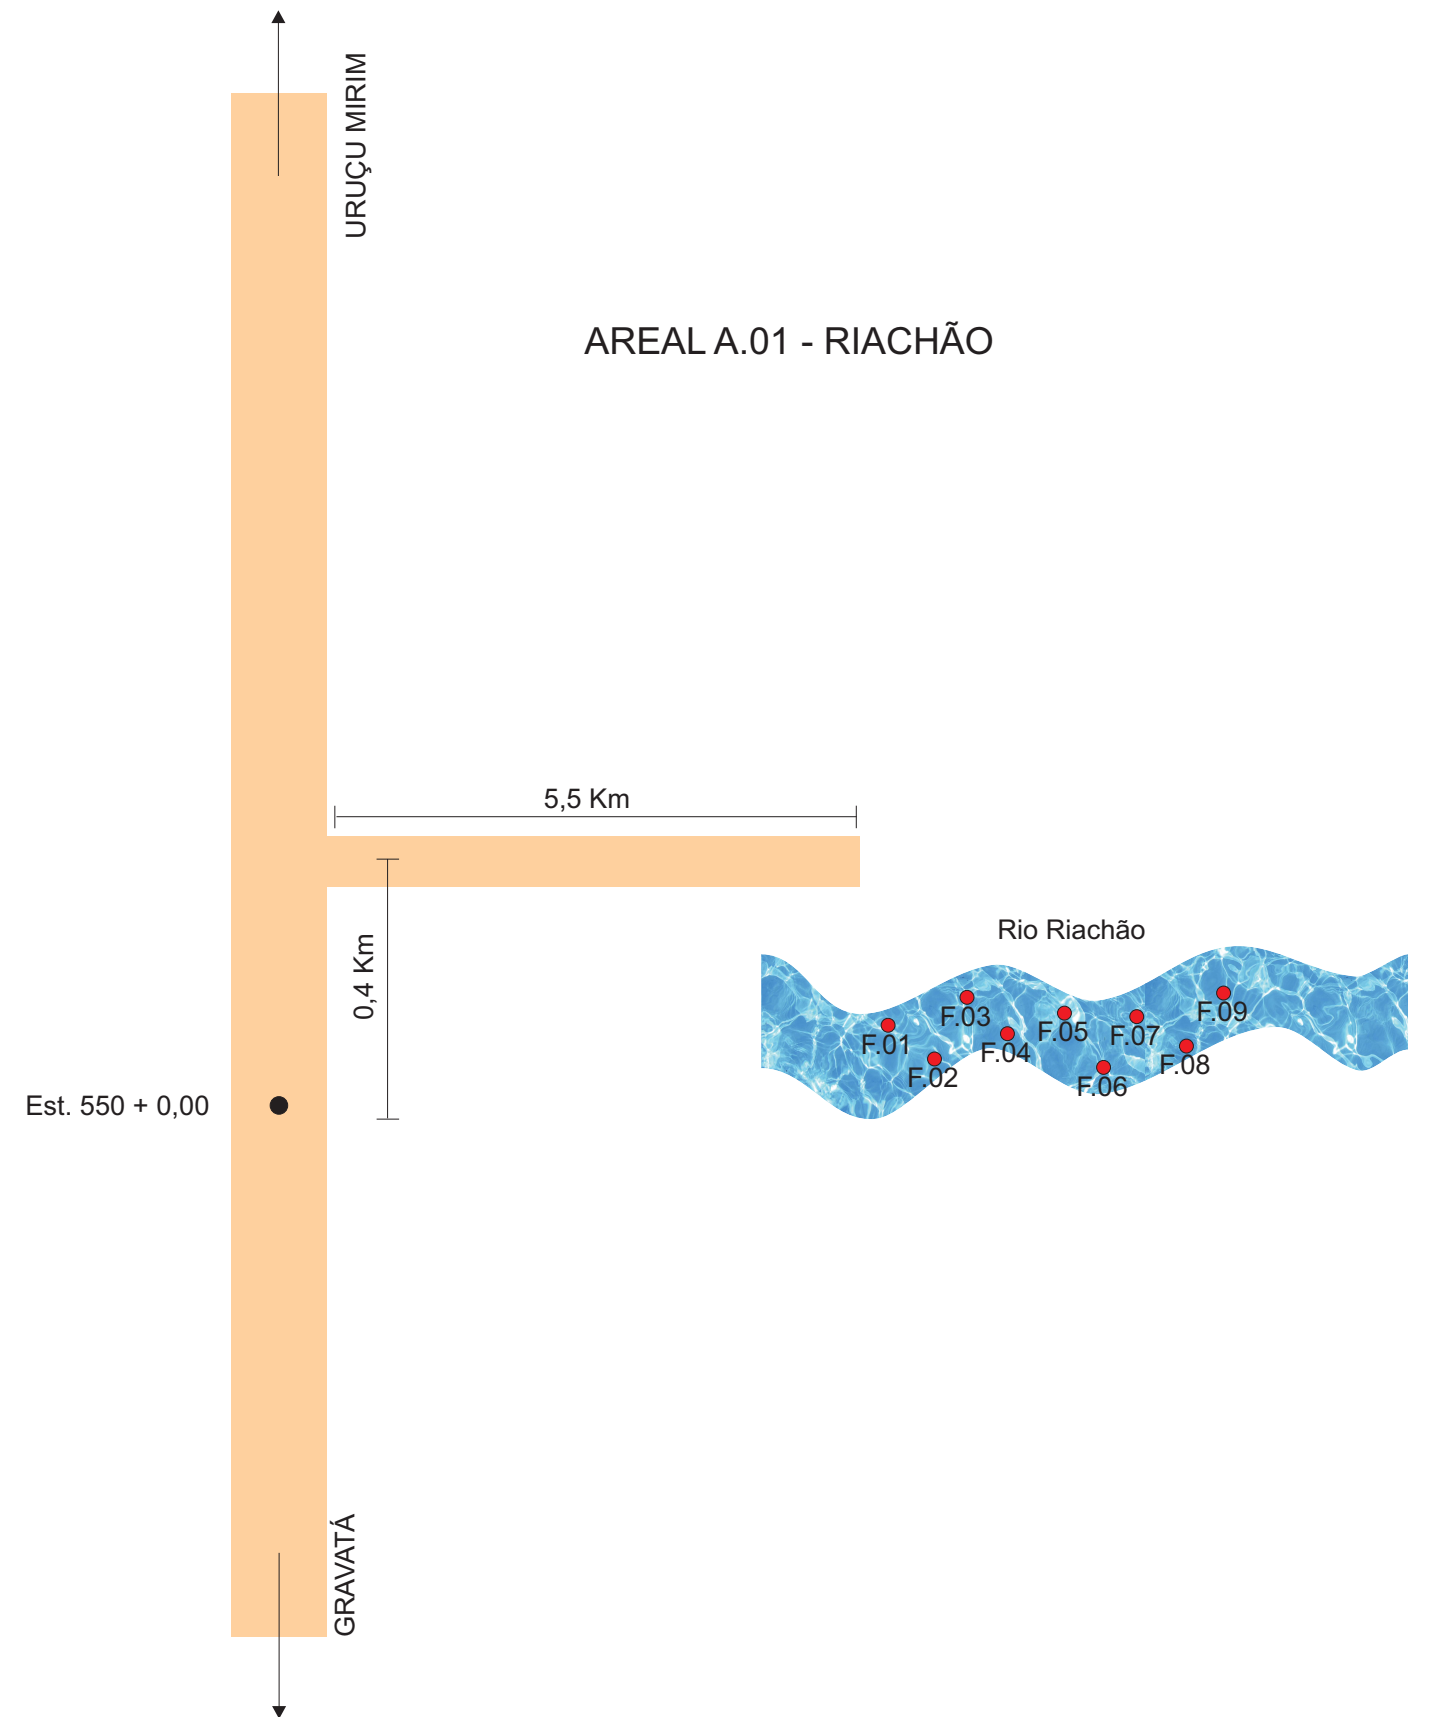 URUÇU MIRIM
AREAL A.01 - RIACHÃO
5,5 Km
0,4 Km
Rio Riachão
F.01
F.02
F.03
F.04
F.05
F.06
F.07
F.08
F.09
Est. 550 + 0,00
GRAVATÁ